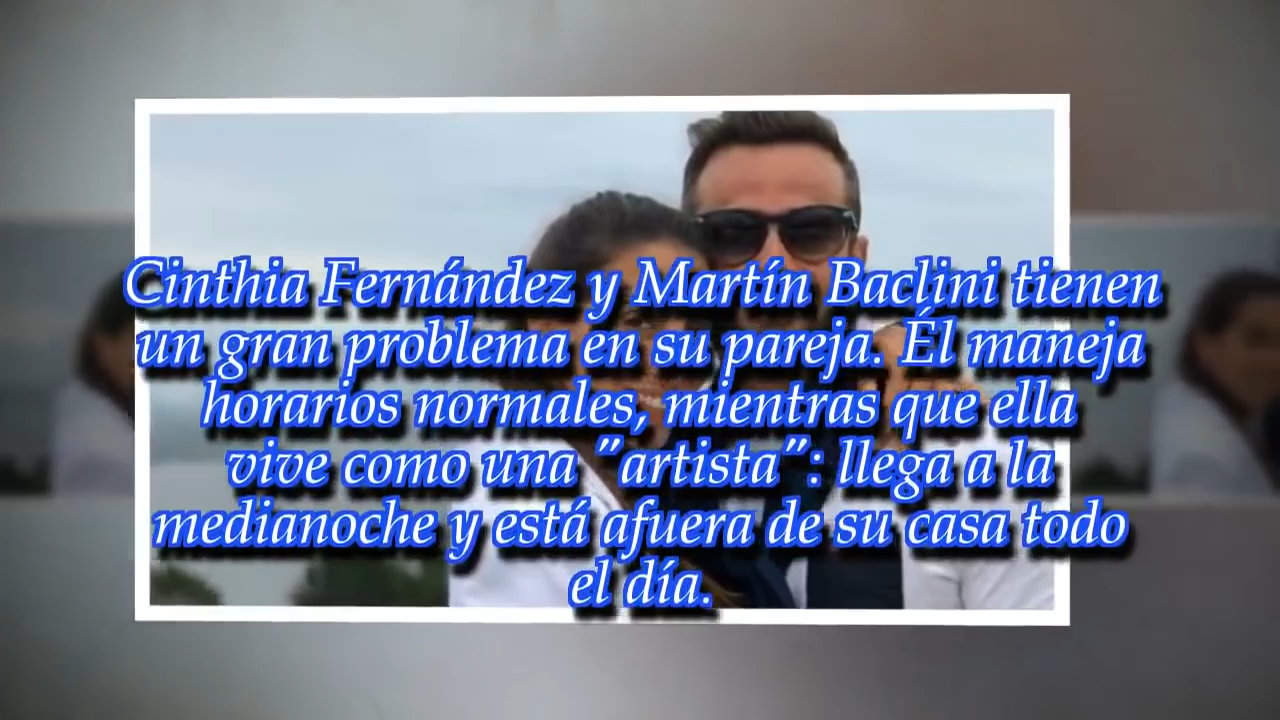 Cinthia Fernández y Martín Baclini tienen
un gran problema en su pareja. Él maneja
horarios normales, mientras que ella
vive como una "artista": llega a la
medianoche y está afuera de su casa todo
el día.